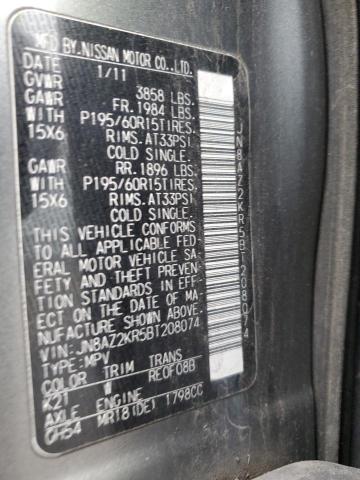 MFD.BY.NISSAN MOTOR CO.,LTD.
1/11
GVWR 3858 LBS.
GAWR FR. 1984 LBS.
WITH P195/60R15TIRES.
15X6 RIMS.AT33PSI
COLD SINGLE.
GAWR RR. 1896 LBS.
WITH P195/60R15TIRES.
15X6 RIMS.AT33PSI
COLD SINGLE.
THIS VEHICLE CONFORMS
TO ALL APPLICABLE FED-
ERAL MOTOR VEHICLE SA-
FETY AND THEFT PREVEN-
TION STANDARDS IN EFF-
ECT ON THE DATE OF MA-
NUFACTURE SHOWN ABOVE.
VIN:JN8AZ2KR5BT208074
TYPE:MPV
COLOR TRIM TRANS
K21 W RE0F08B
AXLE ENGINE
GH54 MR18(DE) 1798CC
JN8AZ2KR5BT208074